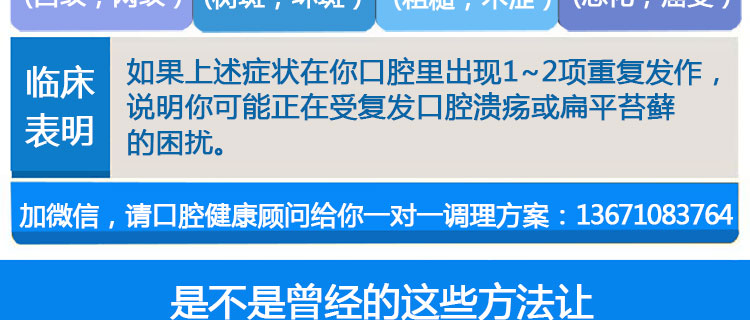 临床
表明
如果上述症状在你口腔里出现1~2项重复发作，
说明你可能正在受复发口腔溃疡或扁平苔藓
的困扰。
加微信，请口腔健康顾问给你一对一调理方案：13671083764
是不是曾经的这些方法让